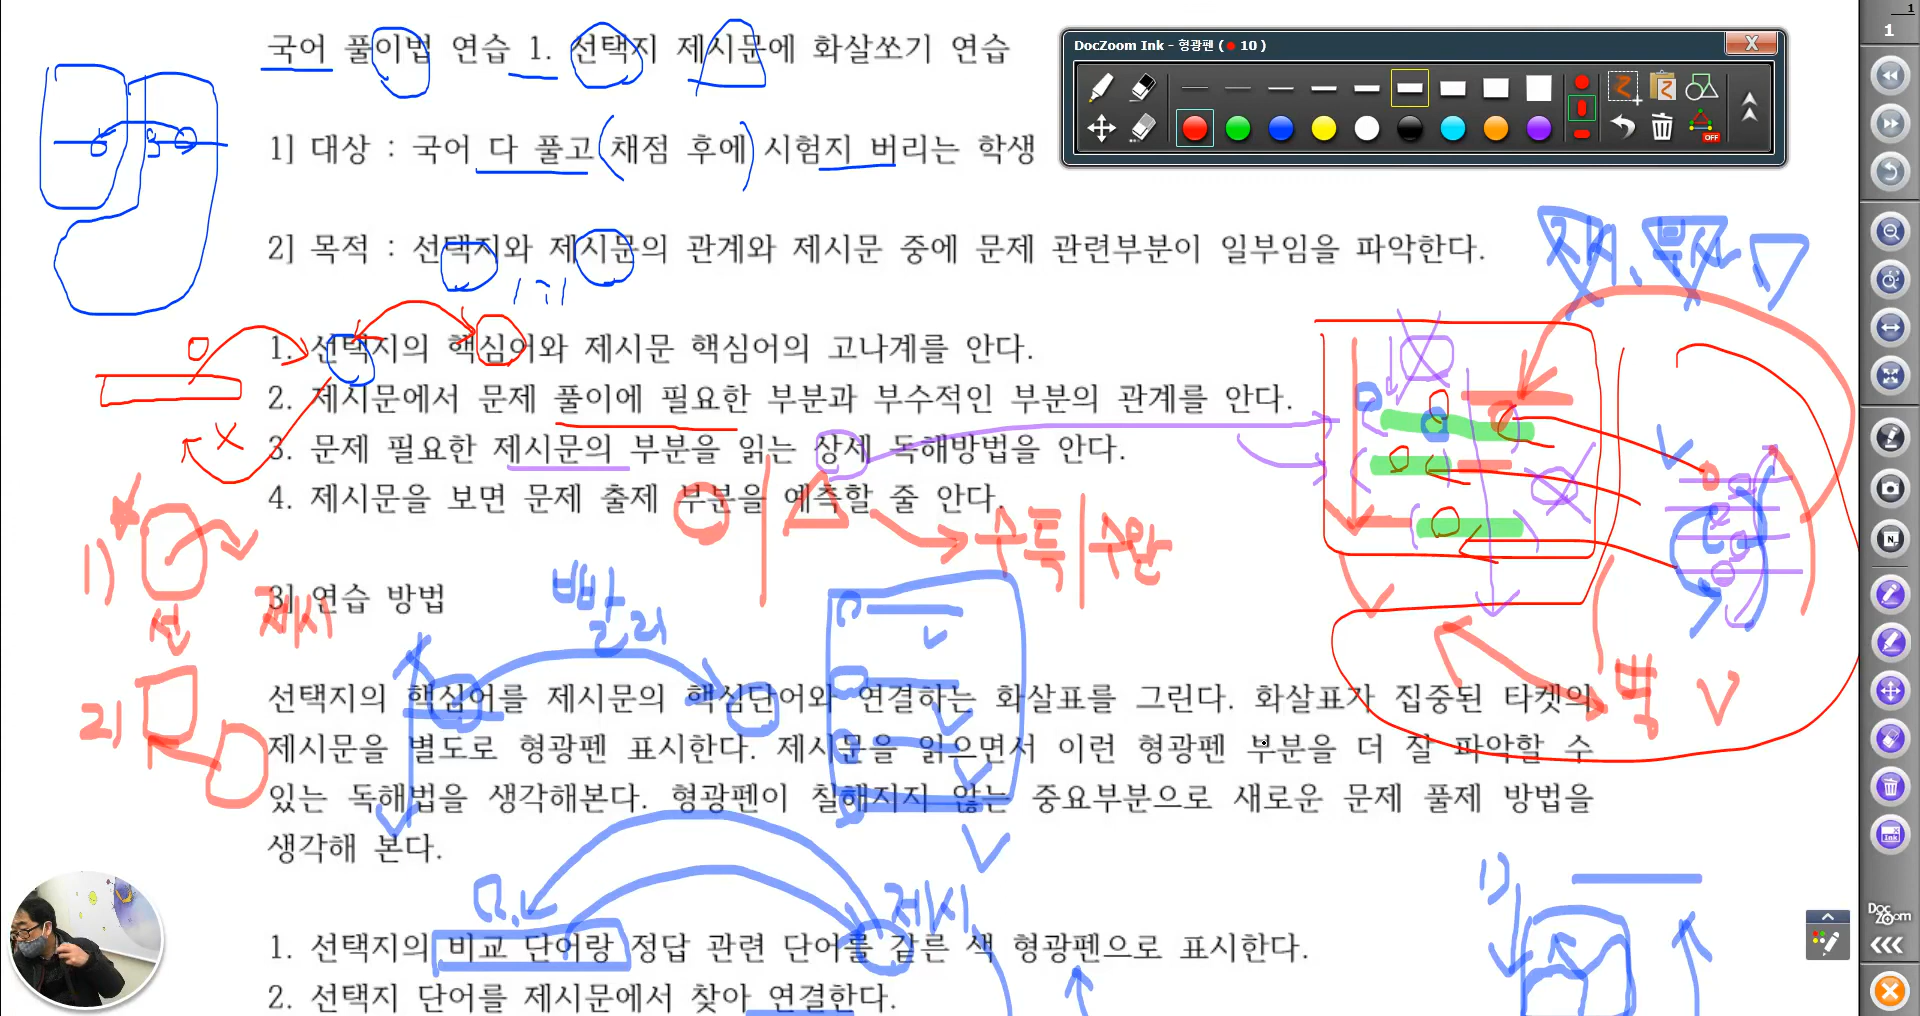 국어 풀이법 연습 1. 선택지 제시문에 화살쏘기 연습
DocZoom Ink - 형광펜 ( ● 10 )
1] 대상 : 국어 다 풀고(채점 후에) 시험지 버리는 학생
OFF
2] 목적 : 선택지와 제시문의 관계와 제시문 중에 문제 관련부분이 일부임을 파악한다.
1. 선택지의 핵심어와 제시문 핵심어의 고나계를 안다.
2. 제시문에서 문제 풀이에 필요한 부분과 부수적인 부분의 관계를 안다.
3. 문제 필요한 제시문의 부분을 읽는 상세 독해방법을 안다.
4. 제시문을 보면 문제 출제 부분을 예측할 줄 안다.
수특 수완
1) 선 제시
3] 연습 방법
빨리
2)
선택지의 핵심어를 제시문의 핵심단어와 연결하는 화살표를 그린다. 화살표가 집중된 타켓의
제시문을 별도로 형광펜 표시한다. 제시문을 읽으면서 이런 형광펜 부분을 더 잘 파악할 수
있는 독해법을 생각해본다. 형광펜이 칠해지지 않는 중요부분으로 새로운 문제 풀제 방법을
생각해 본다.
제시
1)
1. 선택지의 비교 단어랑 정답 관련 단어를 같은 색 형광펜으로 표시한다.
2. 선택지 단어를 제시문에서 찾아 연결한다.
1
1
N
Ink
Doc
Zoom